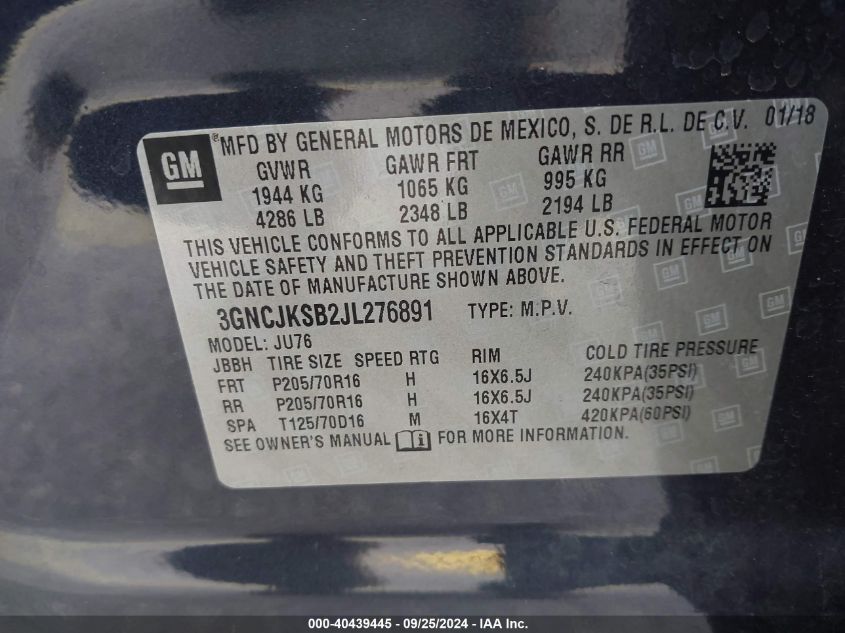 GM
® MFD BY GENERAL MOTORS DE MEXICO, S. DE R.L. DE C.V. 01/18
GVWR GAWR FRT GAWR RR
1944 KG 1065 KG 995 KG
4286 LB 2348 LB 2194 LB
THIS VEHICLE CONFORMS TO ALL APPLICABLE U.S. FEDERAL MOTOR
VEHICLE SAFETY AND THEFT PREVENTION STANDARDS IN EFFECT ON
THE DATE OF MANUFACTURE SHOWN ABOVE.
3GNCJKSB2JL276891 TYPE: M.P.V.
MODEL: JU76
JBBH TIRE SIZE SPEED RTG RIM COLD TIRE PRESSURE
FRT P205/70R16 H 16X6.5J 240KPA(35PSI)
RR P205/70R16 H 16X6.5J 240KPA(35PSI)
SPA T125/70D16 M 16X4T 420KPA(60PSI)
SEE OWNER'S MANUAL i FOR MORE INFORMATION.
000-40439445 - 09/25/2024 - IAA Inc.